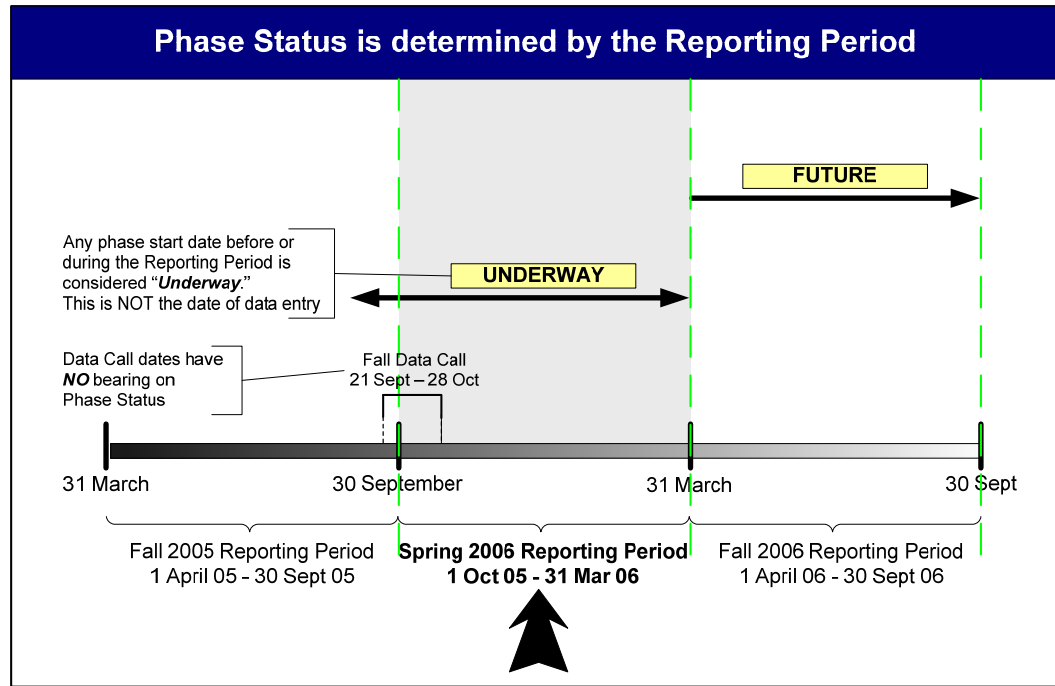 Phase Status is determined by the Reporting Period
FUTURE
Any phase start date before or
during the Reporting Period is
considered “Underway.”
This is NOT the date of data entry
UNDERWAY
Data Call dates have
NO bearing on
Phase Status
Fall Data Call
21 Sept – 28 Oct
31 March
30 September
31 March
30 Sept
Fall 2005 Reporting Period
1 April 05 - 30 Sept 05
Spring 2006 Reporting Period
1 Oct 05 - 31 Mar 06
Fall 2006 Reporting Period
1 April 06 - 30 Sept 06